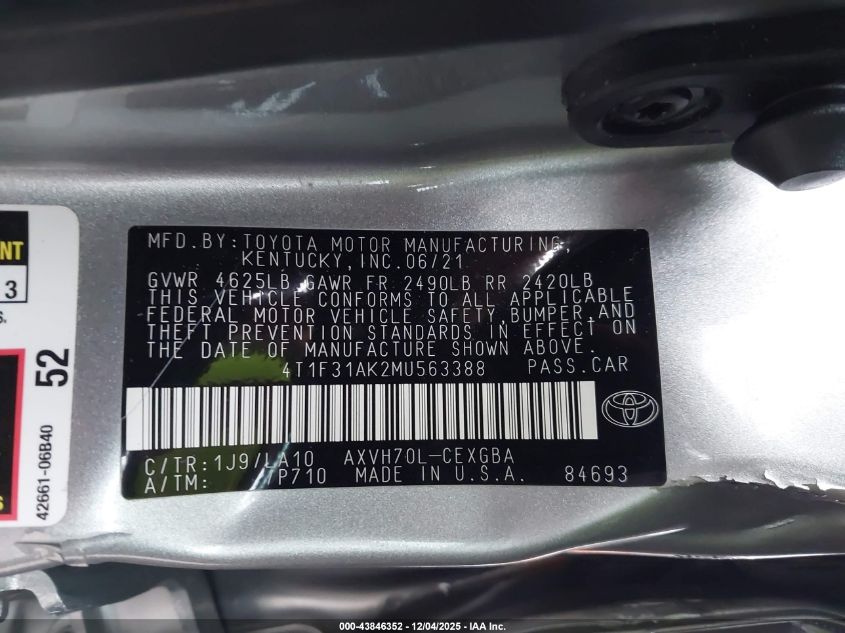 MFD.BY:TOYOTA MOTOR MANUFACTURING,
KENTUCKY, INC.06/21
GVWR 4625LB GAWR FR 2490LB RR 2420LB
THIS VEHICLE CONFORMS TO ALL APPLICABLE
FEDERAL MOTOR VEHICLE SAFETY,BUMPER,AND
THEFT PREVENTION STANDARDS IN EFFECT ON
THE DATE OF MANUFACTURE SHOWN ABOVE.
4T1F31AK2MU563388 PASS.CAR
C/TR:1J9/LA10 AXVH70L-CEXGBA
A/TM: /P710 MADE IN U.S.A. 84693
NT
3
S.
52
42661-06B40
s
000-43846352 - 12/04/2025 - IAA Inc.